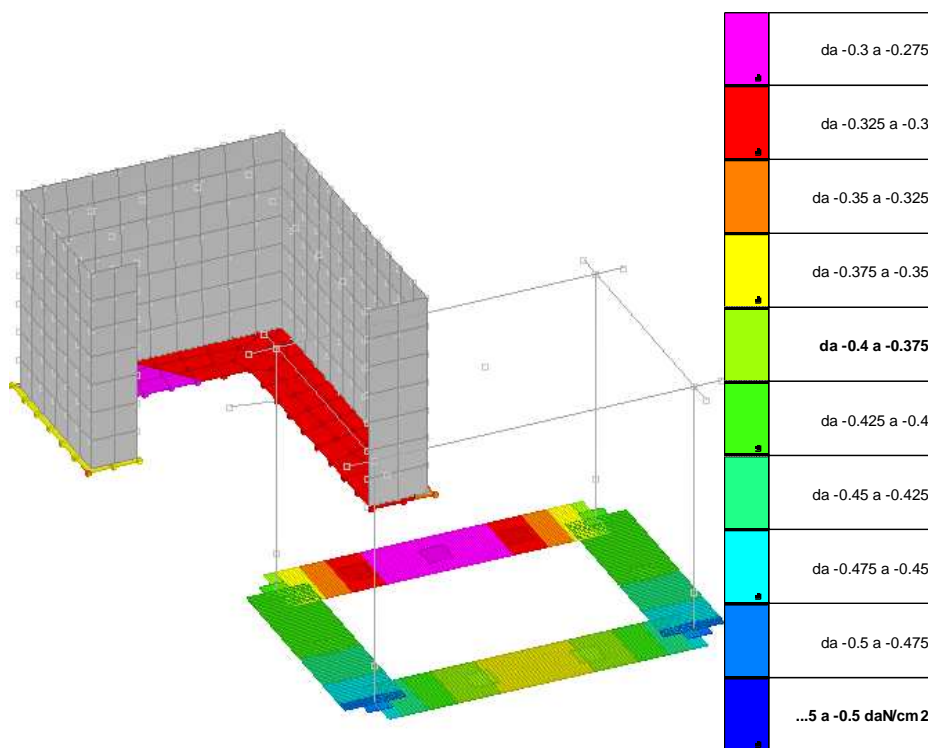 da -0.3 a -0.275
da -0.325 a -0.3
da -0.35 a -0.325
da -0.375 a -0.35
da -0.4 a -0.375
da -0.425 a -0.4
da -0.45 a -0.425
da -0.475 a -0.45
da -0.5 a -0.475
...5 a -0.5 daN/cm2